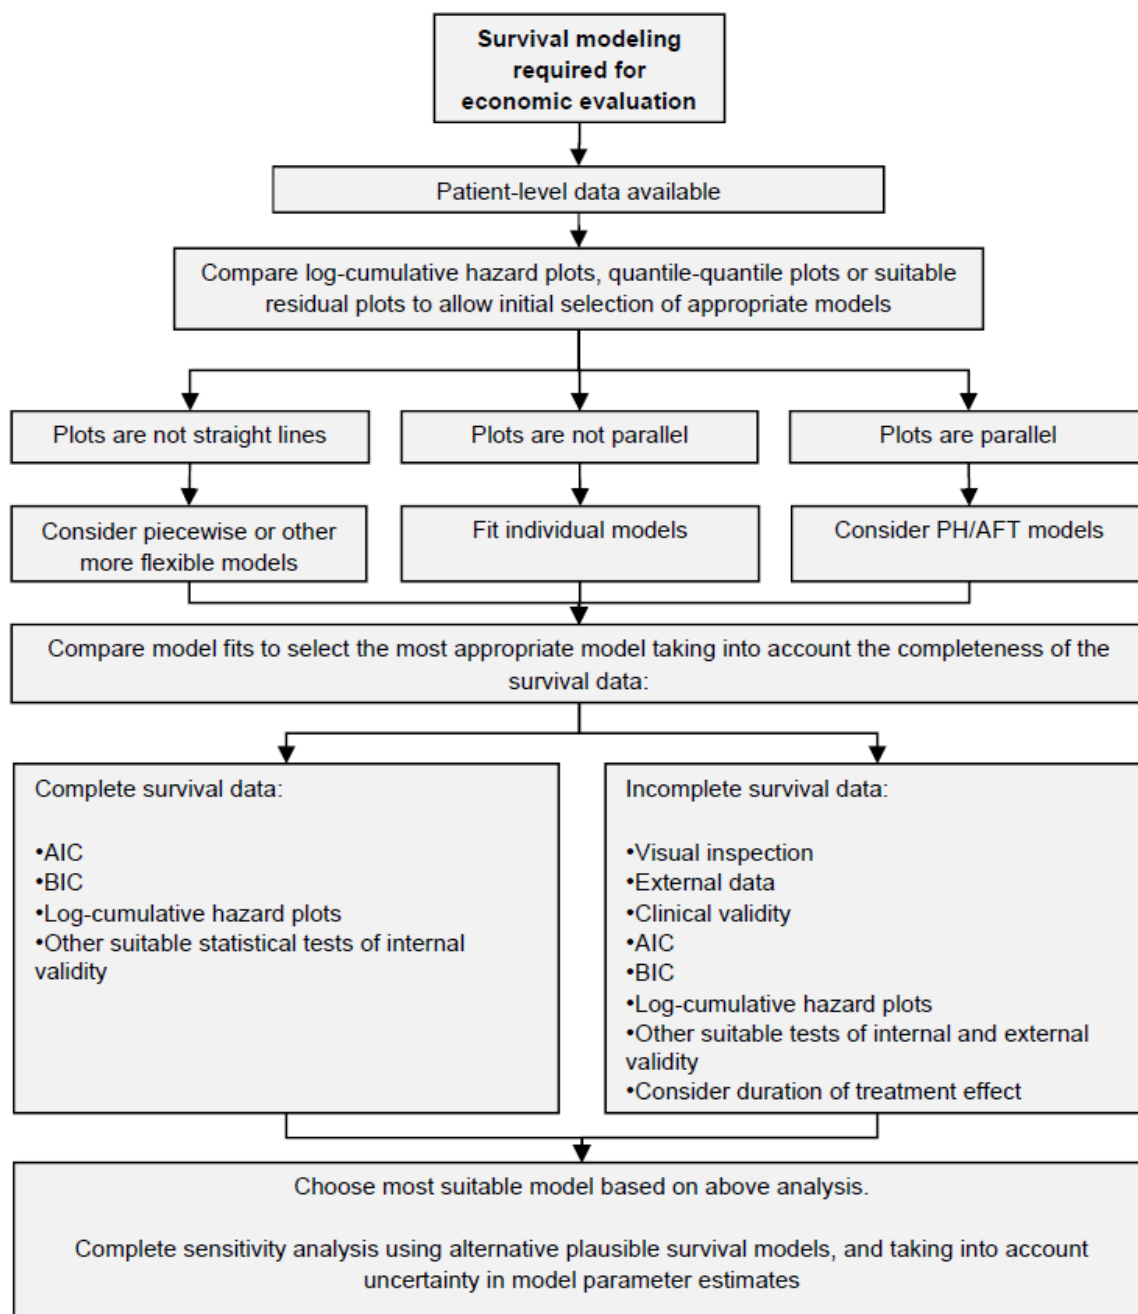 Survival modeling
required for
economic evaluation
Patient-level data available
Compare log-cumulative hazard plots, quantile-quantile plots or suitable
residual plots to allow initial selection of appropriate models
Plots are not straight lines
Plots are not parallel
Plots are parallel
Consider piecewise or other
more flexible models
Fit individual models
Consider PH/AFT models
Compare model fits to select the most appropriate model taking into account the completeness of the
survival data:
Complete survival data:
•AIC
•BIC
•Log-cumulative hazard plots
•Other suitable statistical tests of internal
validity
Incomplete survival data:
•Visual inspection
•External data
•Clinical validity
•AIC
•BIC
•Log-cumulative hazard plots
•Other suitable tests of internal and external
validity
•Consider duration of treatment effect
Choose most suitable model based on above analysis.
Complete sensitivity analysis using alternative plausible survival models, and taking into account
uncertainty in model parameter estimates